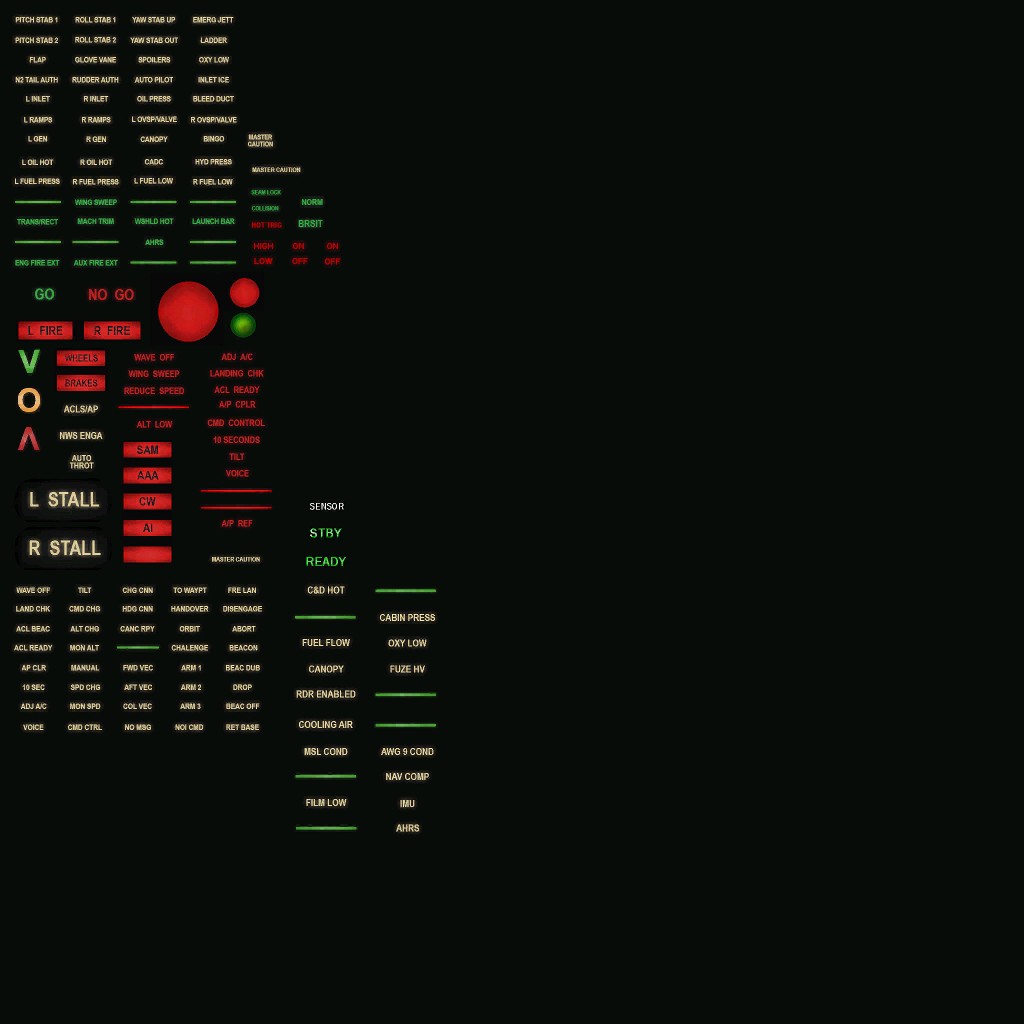 PITCH STAB 1 ROLL STAB 1 YAW STAB UP EMERG JETT
PITCH STAB 2 ROLL STAB 2 YAW STAB OUT LADDER
FLAP GLOVE VANE SPOILERS OXY LOW
N2 TAIL AUTH RUDDER AUTH AUTO PILOT INLET ICE
L INLET R INLET OIL PRESS BLEED DUCT
L RAMPS R RAMPS L OVSP/VALVE R OVSP/VALVE
L GEN R GEN CANOPY BINGO
MASTER
CAUTION
L OIL HOT R OIL HOT CADC HYD PRESS
MASTER CAUTION
L FUEL PRESS R FUEL PRESS L FUEL LOW R FUEL LOW
SEAM LOCK
WING SWEEP NORM
COLLISION
TRANS/RECT MACH TRIM WSHLD HOT LAUNCH BAR HOT TRIG BRSIT
AHRS HIGH ON ON
ENG FIRE EXT AUX FIRE EXT LOW OFF OFF
GO NO GO
L FIRE R FIRE
V WHEELS WAVE OFF ADJ A/C
WING SWEEP LANDING CHK
BRAKES REDUCE SPEED ACL READY
O ACLS/AP A/P CPLR
ALT LOW CMD CONTROL
Λ NWS ENGA 10 SECONDS
SAM TILT
AUTO
THROT
AAA VOICE
L STALL CW
SENSOR
AI A/P REF
STBY
R STALL
MASTER CAUTION READY
WAVE OFF TILT CHG CNN TO WAYPT FRE LAN C&D HOT
LAND CHK CMD CHG HDG CNN HANDOVER DISENGAGE
CABIN PRESS
ACL BEAC ALT CHG CANC RPY ORBIT ABORT
FUEL FLOW OXY LOW
ACL READY MON ALT CHALENGE BEACON
AP CLR MANUAL FWD VEC ARM 1 BEAC DUB CANOPY FUZE HV
10 SEC SPD CHG AFT VEC ARM 2 DROP
RDR ENABLED
ADJ A/C MON SPD COL VEC ARM 3 BEAC OFF
VOICE CMD CTRL NO MSG NOI CMD RET BASE COOLING AIR
MSL COND AWG 9 COND
NAV COMP
FILM LOW IMU
AHRS